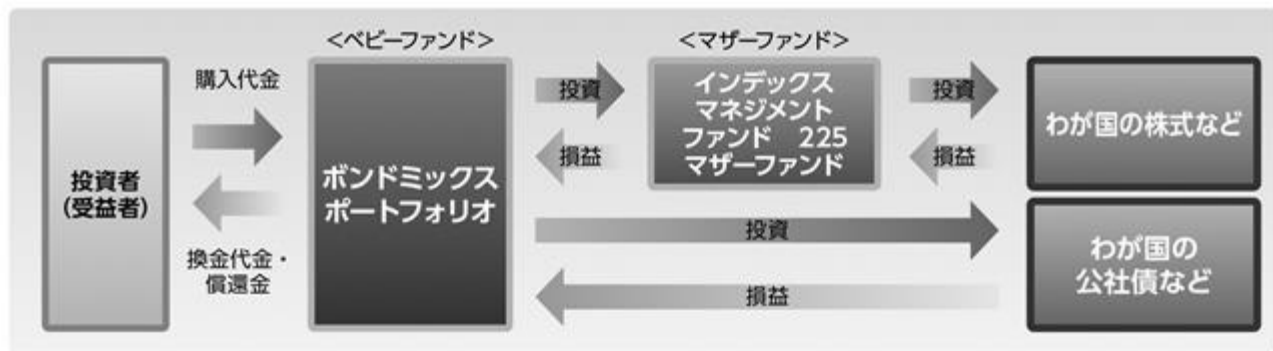 <ベビーファンド>
<マザーファンド>
投資者
(受益者)
購入代金
換金代金・
償還金
ボンドミックス
ポートフォリオ
投資
損益
インデックス
マネジメント
ファンド　225
マザーファンド
投資
損益
わが国の株式など
投資
損益
わが国の
公社債など